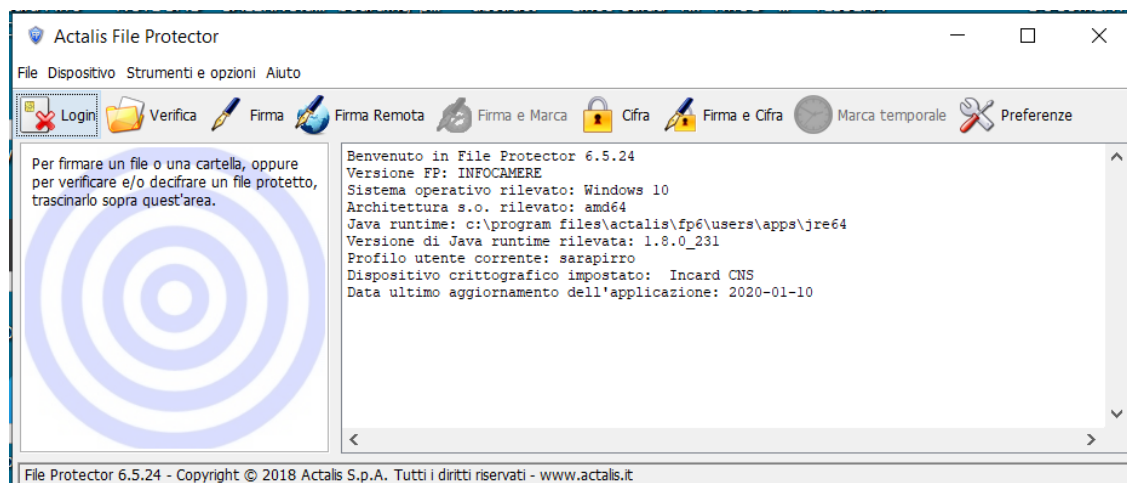 Actalis File Protector
File Dispositivo Strumenti e opzioni Aiuto
Login Verifica Firma Firma Remota Firma e Marca Cifra Firma e Cifra Marca temporale Preferenze
Per firmare un file o una cartella, oppure
per verificare e/o decifrare un file protetto,
trascinarlo sopra quest'area.
Benvenuto in File Protector 6.5.24
Versione FP: INFOCAMERE
Sistema operativo rilevato: Windows 10
Architettura s.o. rilevato: amd64
Java runtime: c:\program files\actalis\fp6\users\apps\jre64
Versione di Java runtime rilevata: 1.8.0_231
Profilo utente corrente: sarapirro
Dispositivo crittografico impostato:  Incard CNS
Data ultimo aggiornamento dell'applicazione: 2020-01-10
File Protector 6.5.24 - Copyright © 2018 Actalis S.p.A. Tutti i diritti riservati - www.actalis.it